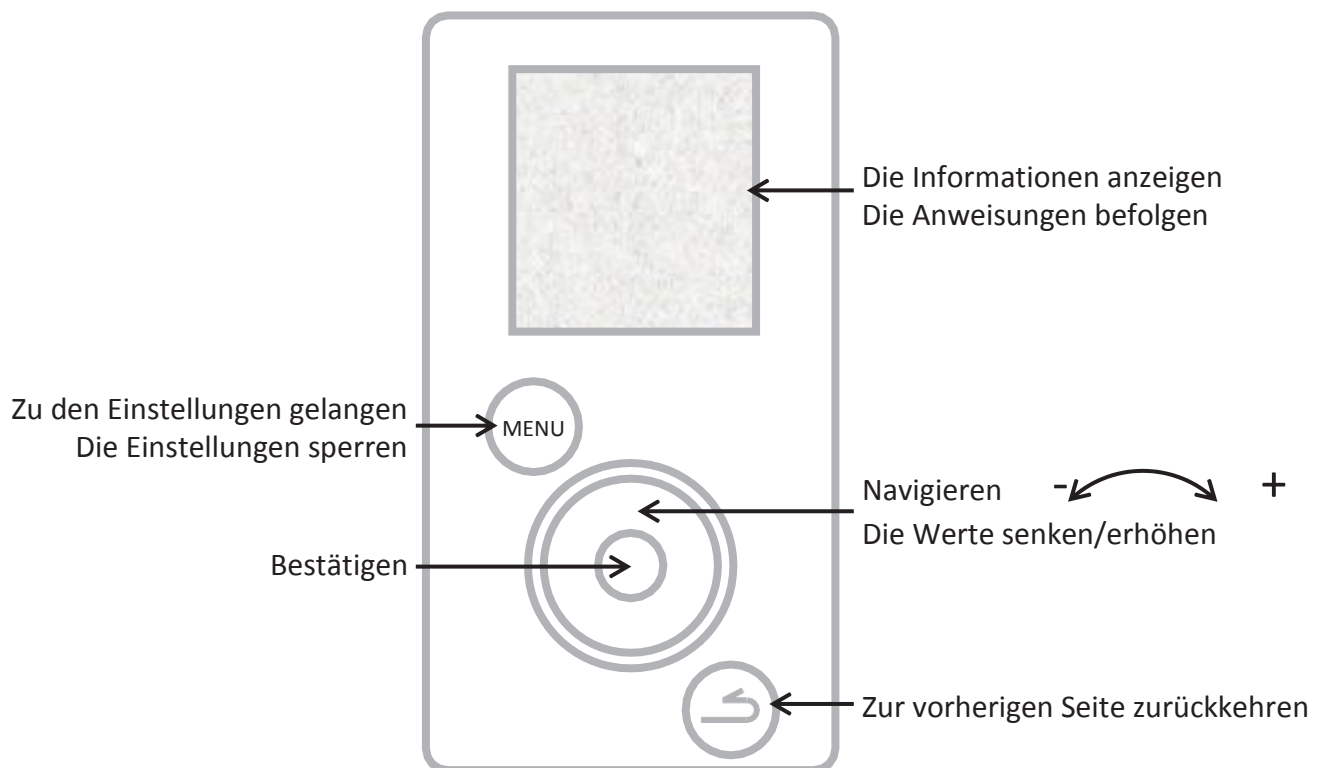 Die Informationen anzeigen
Die Anweisungen befolgen
Zu den Einstellungen gelangen
Die Einstellungen sperren
MENU
Navigieren - +
Die Werte senken/erhöhen
Bestätigen
Zur vorherigen Seite zurückkehren